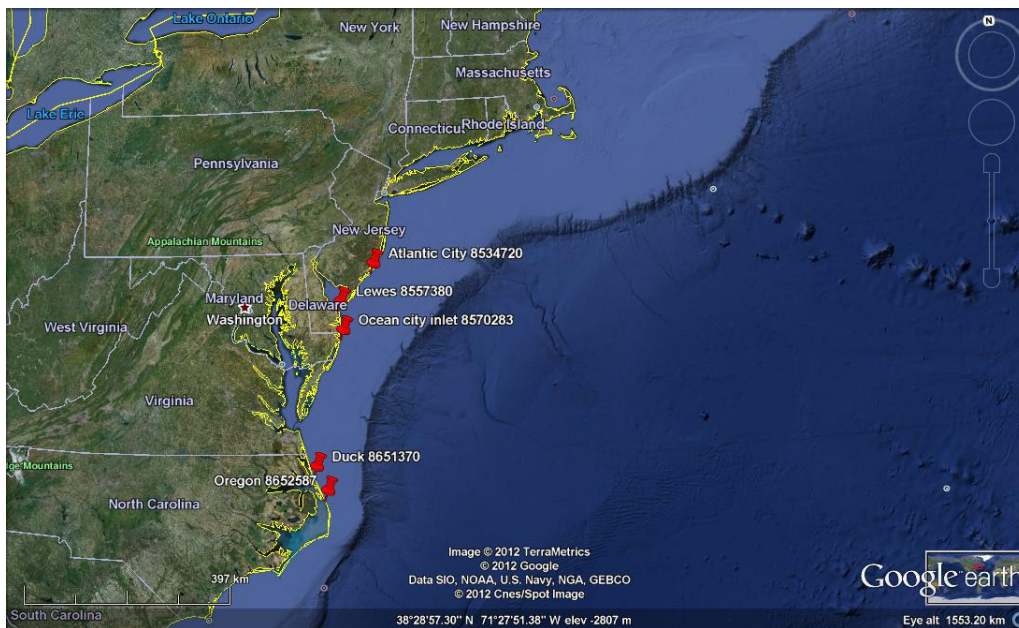 Lake Ontario
New York
New Hampshire
N
Massachusetts
Lake Erie
Connecticut
Rhode Island
Pennsylvania
New Jersey
Appalachian Mountains
Atlantic City 8534720
Lewes 8557380
Maryland
Delaware
Washington
Ocean city inlet 8570283
West Virginia
Virginia
Duck 8651370
Oregon 8652587
Mountains
North Carolina
Image © 2012 TerraMetrics
© 2012 Google
Data SIO, NOAA, U.S. Navy, NGA, GEBCO
© 2012 Cnes/Spot Image
397 km
Google earth
South Carolina
38°28'57.30" N 71°27'51.38" W elev -2807 m
Eye alt 1553.20 km